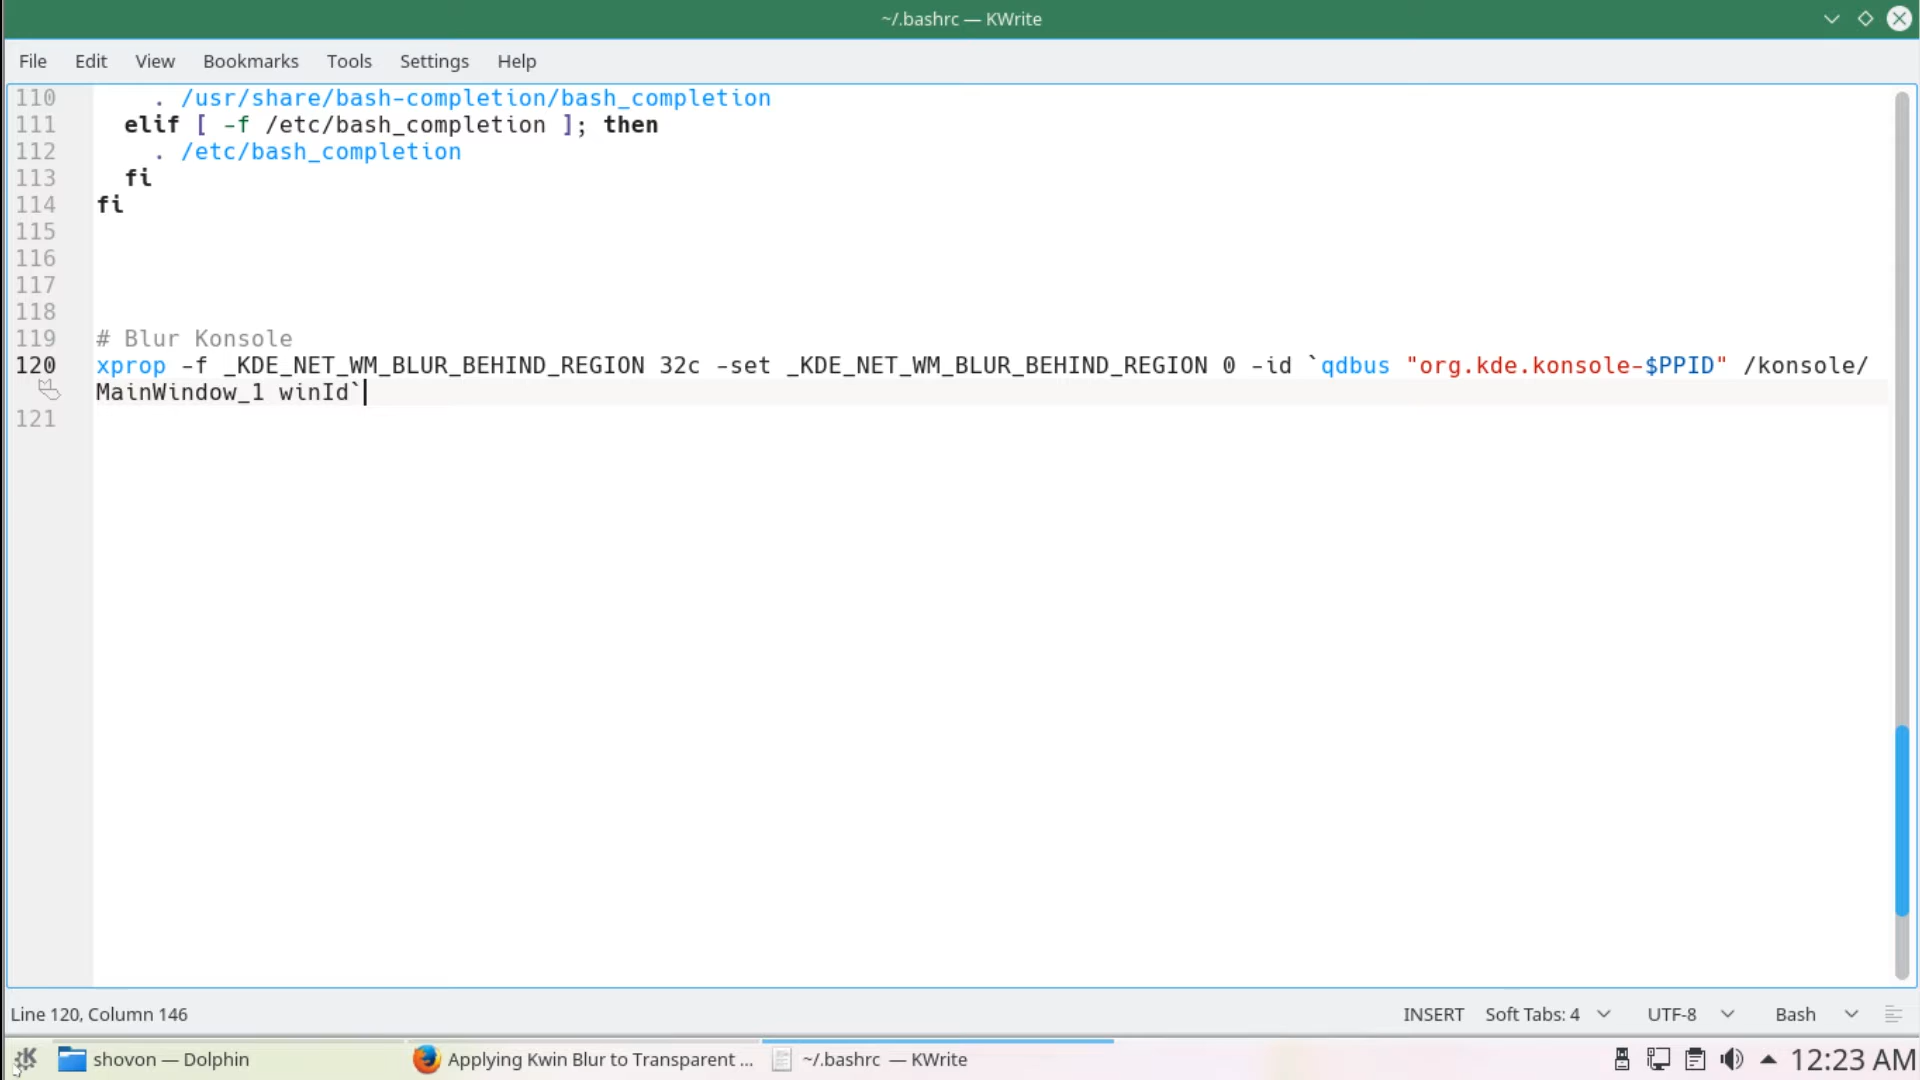 ~/.bashrc — KWrite
File Edit View Bookmarks Tools Settings Help
110 . /usr/share/bash-completion/bash_completion
111 elif [ -f /etc/bash_completion ]; then
112 . /etc/bash_completion
113 fi
114 fi
115
116
117
118
119 # Blur Konsole
120 xprop -f _KDE_NET_WM_BLUR_BEHIND_REGION 32c -set _KDE_NET_WM_BLUR_BEHIND_REGION 0 -id `qdbus "org.kde.konsole-$PPID" /konsole/
MainWindow_1 winId`
121
Line 120, Column 146 INSERT Soft Tabs: 4 UTF-8 Bash
shovon — Dolphin Applying Kwin Blur to Transparent ... ~/.bashrc — KWrite 12:23 AM